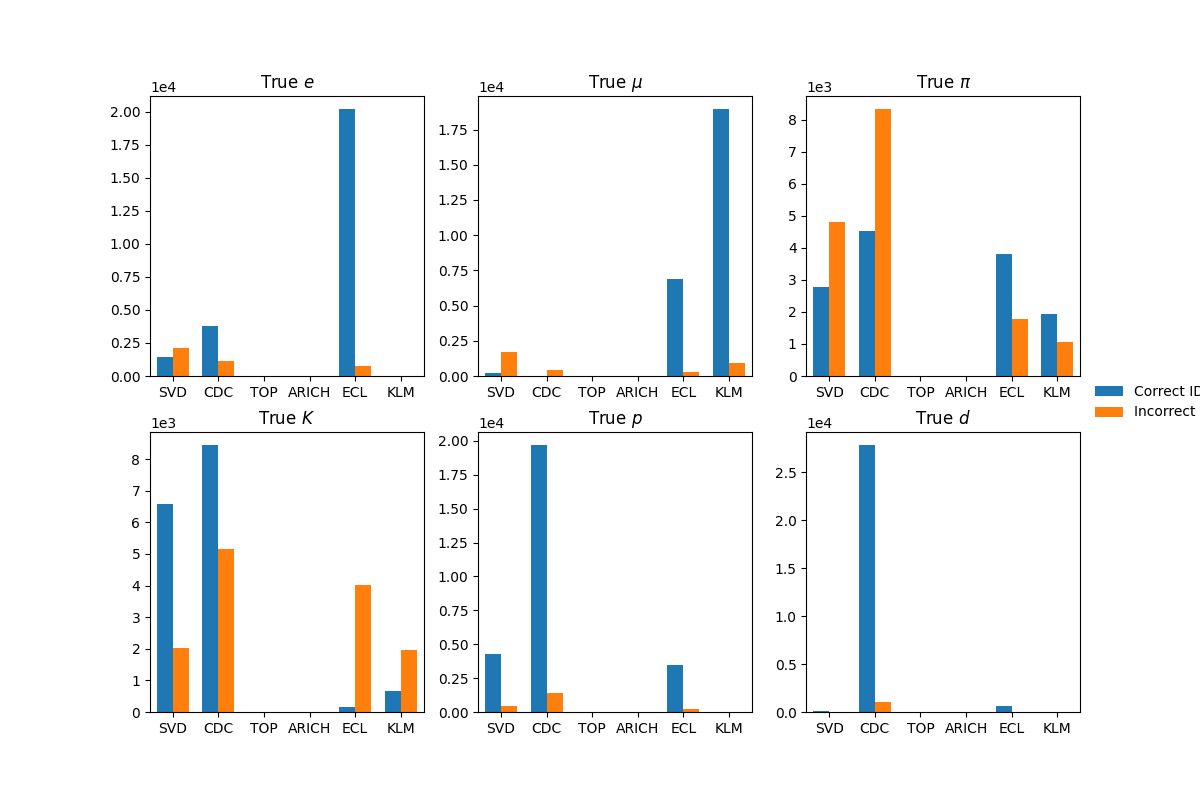 True e
True μ
True π
1e4
1e4
1e3
2.00
1.75
1.50
1.25
1.00
0.75
0.50
0.25
0.00
1.75
1.50
1.25
1.00
0.75
0.50
0.25
0.00
8
7
6
5
4
3
2
1
0
SVD CDC TOP ARICH ECL KLM
SVD CDC TOP ARICH ECL KLM
SVD CDC TOP ARICH ECL KLM
Correct ID
Incorrect
True K
True p
True d
1e3
1e4
1e4
8
7
6
5
4
3
2
1
0
2.00
1.75
1.50
1.25
1.00
0.75
0.50
0.25
0.00
2.5
2.0
1.5
1.0
0.5
0.0
SVD CDC TOP ARICH ECL KLM
SVD CDC TOP ARICH ECL KLM
SVD CDC TOP ARICH ECL KLM